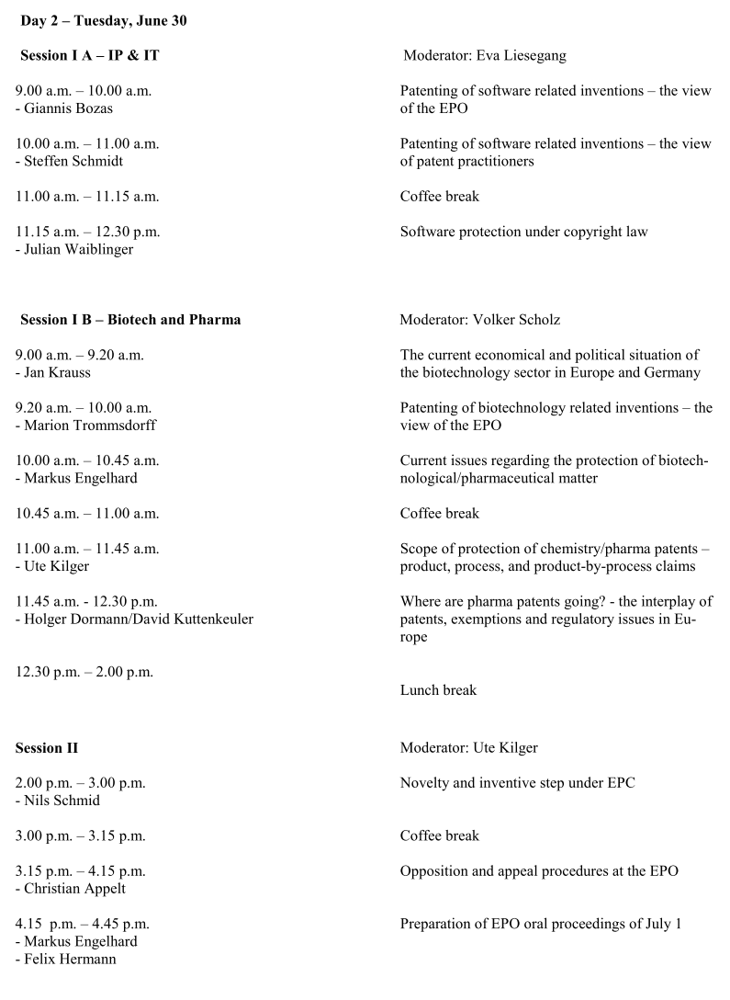 Day 2 – Tuesday, June 30
Session I A – IP & IT Moderator: Eva Liesegang
9.00 a.m. – 10.00 a.m. Patenting of software related inventions – the view
- Giannis Bozas of the EPO
10.00 a.m. – 11.00 a.m. Patenting of software related inventions – the view
- Steffen Schmidt of patent practitioners
11.00 a.m. – 11.15 a.m. Coffee break
11.15 a.m. – 12.30 p.m. Software protection under copyright law
- Julian Waiblinger
Session I B – Biotech and Pharma Moderator: Volker Scholz
9.00 a.m. – 9.20 a.m. The current economical and political situation of
- Jan Krauss the biotechnology sector in Europe and Germany
9.20 a.m. – 10.00 a.m. Patenting of biotechnology related inventions – the
- Marion Trommsdorff view of the EPO
10.00 a.m. – 10.45 a.m. Current issues regarding the protection of biotech-
- Markus Engelhard nological/pharmaceutical matter
10.45 a.m. – 11.00 a.m. Coffee break
11.00 a.m. – 11.45 a.m. Scope of protection of chemistry/pharma patents –
- Ute Kilger product, process, and product-by-process claims
11.45 a.m. - 12.30 p.m. Where are pharma patents going? - the interplay of
- Holger Dormann/David Kuttenkeuler patents, exemptions and regulatory issues in Eu-
rope
12.30 p.m. – 2.00 p.m.
Lunch break
Session II Moderator: Ute Kilger
2.00 p.m. – 3.00 p.m. Novelty and inventive step under EPC
- Nils Schmid
3.00 p.m. – 3.15 p.m. Coffee break
3.15 p.m. – 4.15 p.m. Opposition and appeal procedures at the EPO
- Christian Appelt
4.15 p.m. – 4.45 p.m. Preparation of EPO oral proceedings of July 1
- Markus Engelhard
- Felix Hermann